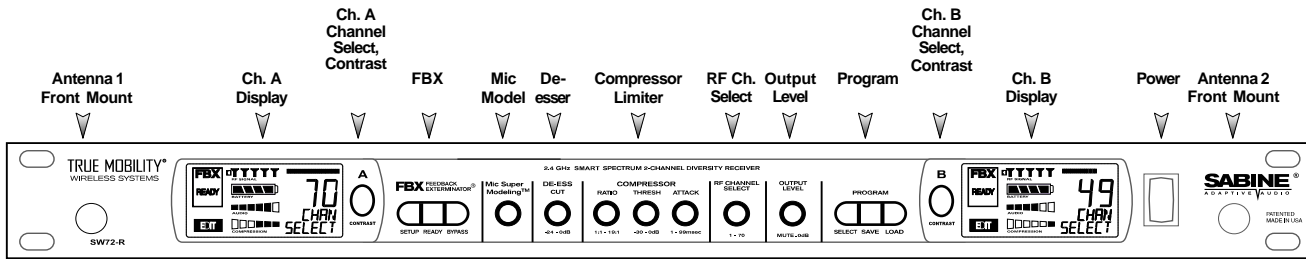 Ch. A
Channel
Select,
Contrast
Ch. B
Channel
Select,
Contrast
Antenna 1
Front Mount
Ch. A
Display
FBX
Mic
Model
De-
esser
Compressor
Limiter
RF Ch.
Select
Output
Level
Program
Ch. B
Display
Power
Antenna 2
Front Mount
2.4 GHz SMART SPECTRUM 2-CHANNEL DIVERSITY RECEIVER
TRUE MOBILITY®
WIRELESS SYSTEMS
SW72-R
FBX
READY
EDIT
RF SIGNAL
BATTERY
AUDIO
COMPRESSION
70
CHAN
SELECT
A
CONTRAST
FBX FEEDBACK
EXTERMINATOR®
SETUP READY BYPASS
Mic Super
Modeling™
DE-ESS
CUT
-24 - 0dB
COMPRESSOR
RATIO THRESH ATTACK
1:1 - 10:1 -30 - 0dB 1 - 99msec
RF CHANNEL
SELECT
1 - 70
OUTPUT
LEVEL
MUTE - 0dB
PROGRAM
SELECT SAVE LOAD
B
CONTRAST
FBX
READY
EDIT
RF SIGNAL
BATTERY
AUDIO
COMPRESSION
49
CHAN
SELECT
SABINE®
ADAPTIVE AUDIO
PATENTED
MADE IN USA